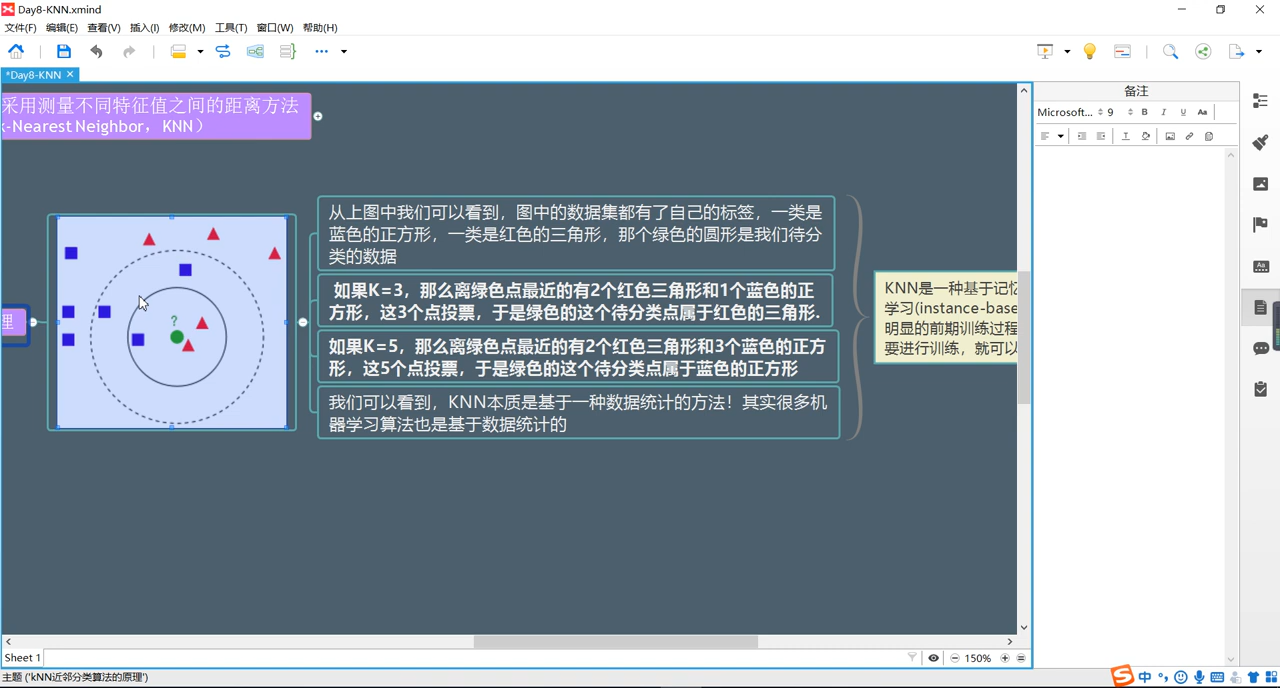 Day8-KNN.xmind
文件(F) 编辑(E) 查看(V) 插入(I) 修改(M) 工具(T) 窗口(W) 帮助(H)
*Day8-KNN
备注
Microsoft... 9 B I U Aa
采用测量不同特征值之间的距离方法
k-Nearest Neighbor，KNN）
理
?
从上图中我们可以看到，图中的数据集都有了自己的标签，一类是
蓝色的正方形，一类是红色的三角形，那个绿色的圆形是我们待分
类的数据
如果K=3，那么离绿色点最近的有2个红色三角形和1个蓝色的正
方形，这3个点投票，于是绿色的这个待分类点属于红色的三角形.
如果K=5，那么离绿色点最近的有2个红色三角形和3个蓝色的正方
形，这5个点投票，于是绿色的这个待分类点属于蓝色的正方形
我们可以看到，KNN本质是基于一种数据统计的方法！其实很多机
器学习算法也是基于数据统计的
KNN是一种基于记忆
学习(instance-base
明显的前期训练过程
要进行训练，就可以
Sheet 1
150%
主题 ('kNN近邻分类算法的原理')
中